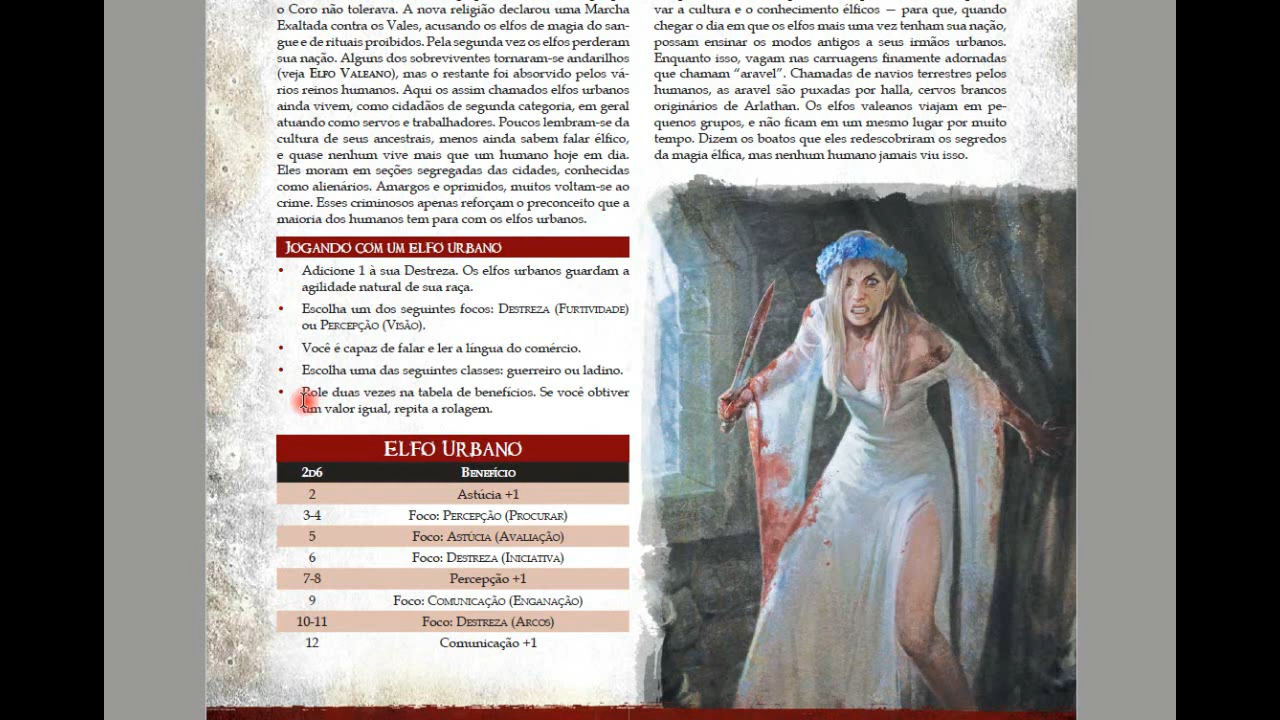 o Coro não tolerava. A nova religião declarou uma Marcha
Exaltada contra os Vales, acusando os elfos de magia do san-
gue e de rituais proibidos. Pela segunda vez os elfos perderam
sua nação. Alguns dos sobreviventes tornaram-se andarilhos
(veja Elfo Valeano), mas o restante foi absorvido pelos vá-
rios reinos humanos. Aqui os assim chamados elfos urbanos
ainda vivem, como cidadãos de segunda categoria, em geral
atuando como servos e trabalhadores. Poucos lembram-se da
cultura de seus ancestrais, menos ainda sabem falar élfico,
e quase nenhum vive mais que um humano hoje em dia.
Eles moram em seções segregadas das cidades, conhecidas
como alienários. Amargos e oprimidos, muitos voltam-se ao
crime. Esses criminosos apenas reforçam o preconceito que a
maioria dos humanos tem para com os elfos urbanos.
Jogando com um elfo urbano
• Adicione 1 à sua Destreza. Os elfos urbanos guardam a
agilidade natural de sua raça.
• Escolha um dos seguintes focos: Destreza (Furtividade)
ou Percepção (Visão).
• Você é capaz de falar e ler a língua do comércio.
• Escolha uma das seguintes classes: guerreiro ou ladino.
• Role duas vezes na tabela de benefícios. Se você obtiver
um valor igual, repita a rolagem.
Elfo Urbano
2d6 Benefício
2 Astúcia +1
3-4 Foco: Percepção (Procurar)
5 Foco: Astúcia (Avaliação)
6 Foco: Destreza (Iniciativa)
7-8 Percepção +1
9 Foco: Comunicação (Enganação)
10-11 Foco: Destreza (Arcos)
12 Comunicação +1
var a cultura e o conhecimento élficos — para que, quando
chegar o dia em que os elfos mais uma vez tenham sua nação,
possam ensinar os modos antigos a seus irmãos urbanos.
Enquanto isso, vagam nas carruagens finamente adornadas
que chamam “aravel”. Chamadas de navios terrestres pelos
humanos, as aravel são puxadas por halla, cervos brancos
originários de Arlathan. Os elfos valeanos viajam em pe-
quenos grupos, e não ficam em um mesmo lugar por muito
tempo. Dizem os boatos que eles redescobriram os segredos
da magia élfica, mas nenhum humano jamais viu isso.